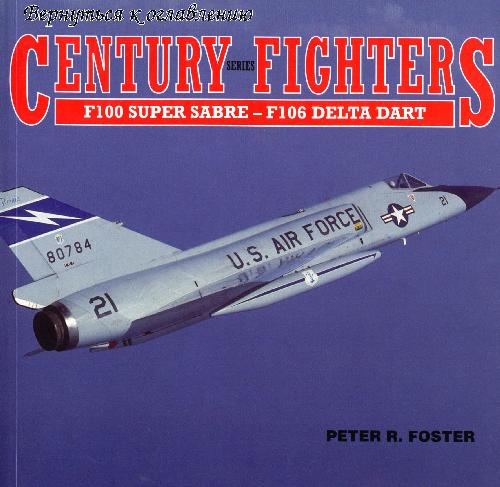 Вернуться к оглавлению
CENTURY SERIES FIGHTERS
F100 SUPER SABRE – F106 DELTA DART
80784
U.S. AIR FORCE
21
21
PETER R. FOSTER